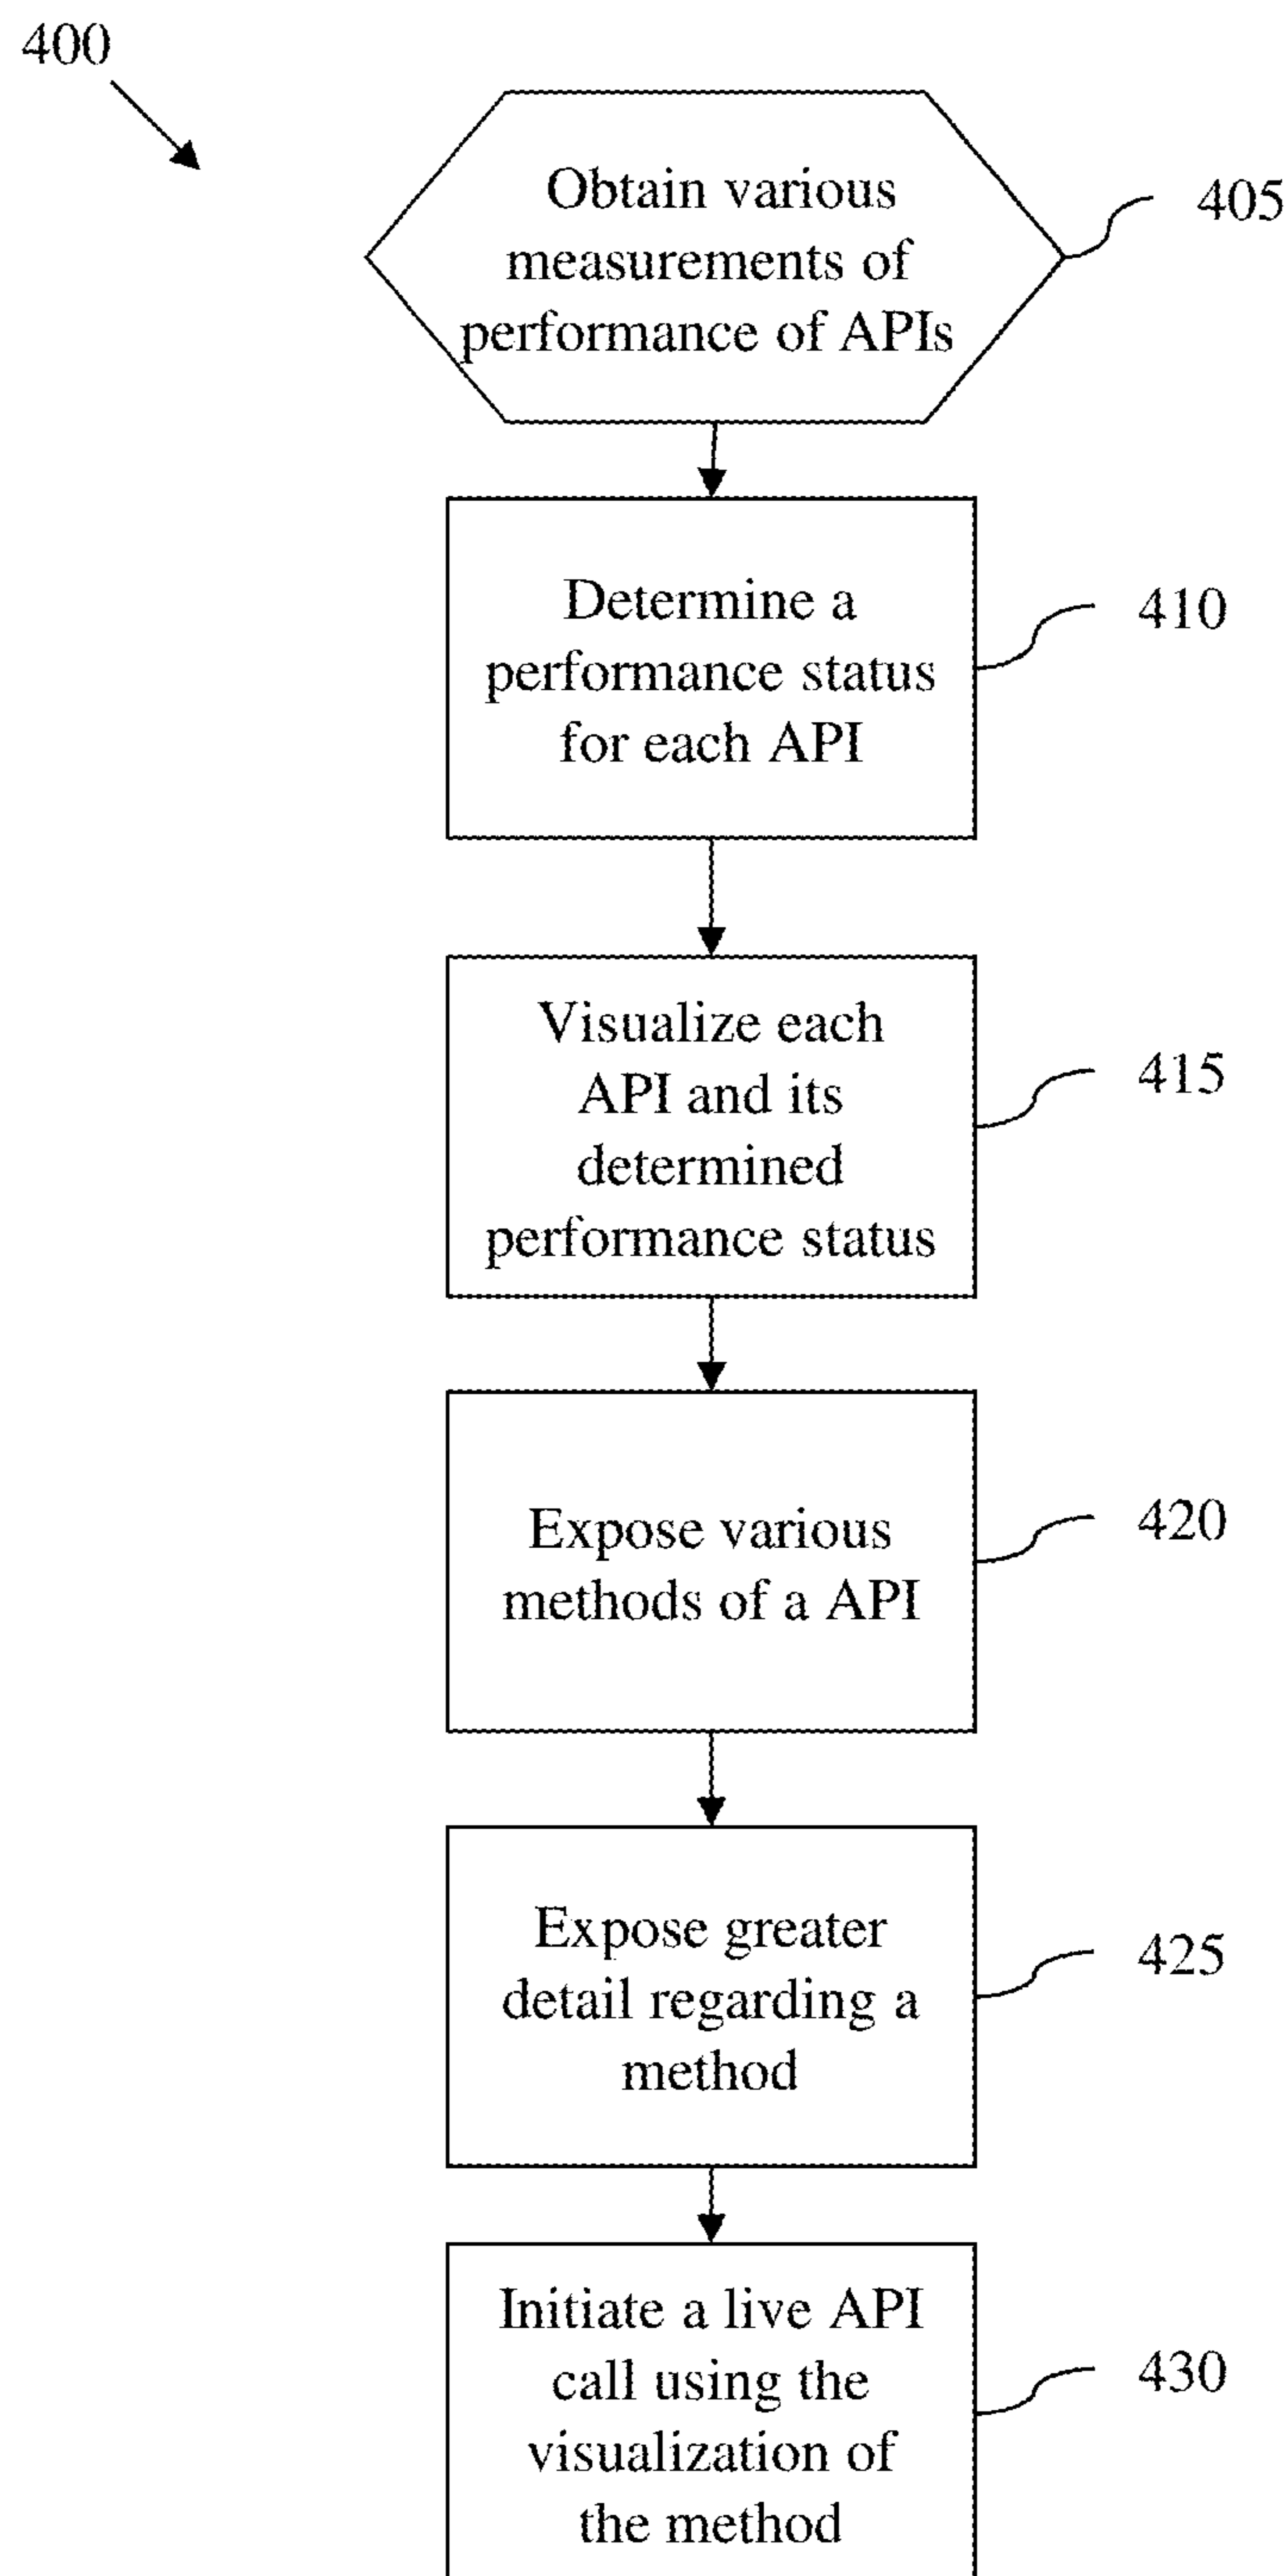 400
Obtain various
measurements of
performance of APIs
405
Determine a
performance status
for each API
410
Visualize each
API and its
determined
performance status
415
Expose various
methods of a API
420
Expose greater
detail regarding a
method
425
Initiate a live API
call using the
visualization of
the method
430